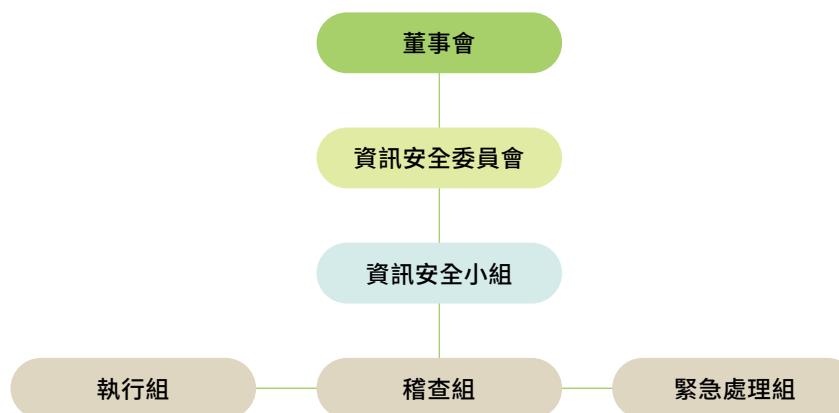 董事會
資訊安全委員會
資訊安全小組
執行組
稽查組
緊急處理組